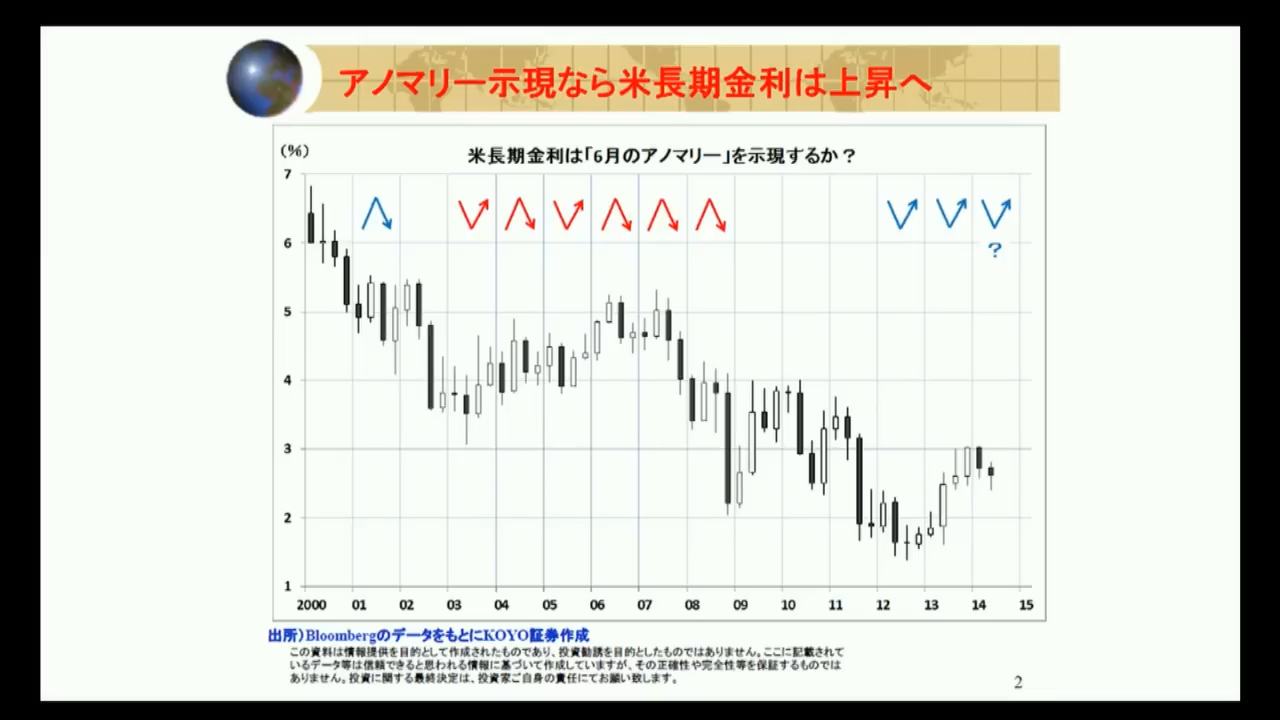 アノマリー示現なら米長期金利は上昇へ
(%)
米長期金利は「6月のアノマリー」を示現するか？
7
6
5
4
3
2
1
?
2000 01 02 03 04 05 06 07 08 09 10 11 12 13 14 15
出所）BloombergのデータをもとにKOYO証券作成
この資料は情報提供を目的として作成されたものであり、投資勧誘を目的としたものではありません。ここに記載されて
いるデータ等は信頼できると思われる情報に基づいて作成していますが、その正確性や完全性等を保証するものでは
ありません。投資に関する最終決定は、投資家ご自身の責任にてお願い致します。
2